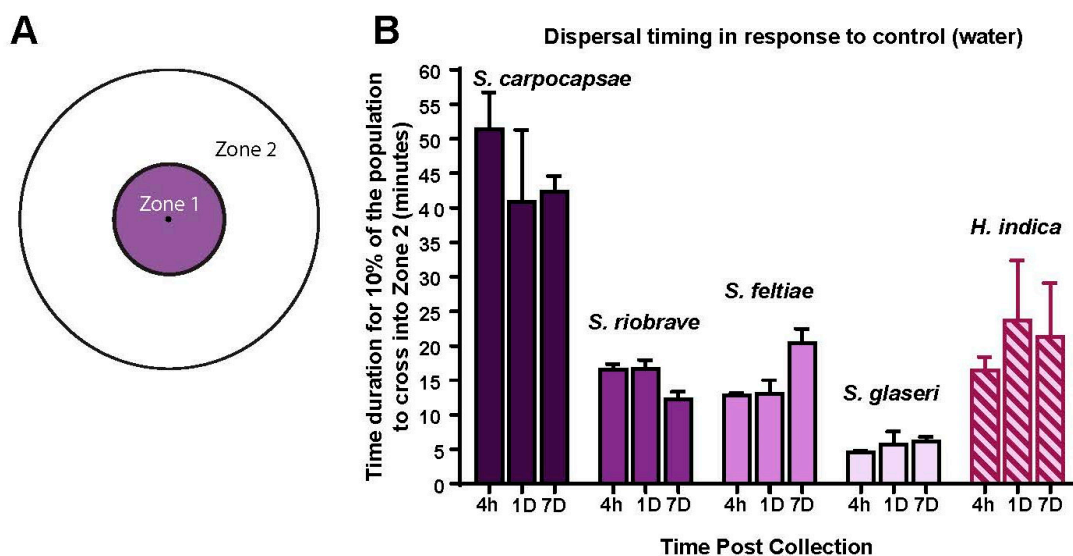 A
Zone 2
Zone 1
B
Dispersal timing in response to control (water)
Time duration for 10% of the population
to cross into Zone 2 (minutes)
60
55
50
45
40
35
30
25
20
15
10
5
0
S. carpocapsae
S. riobrave
S. feltiae
S. glaseri
H. indica
4h 1D 7D 4h 1D 7D 4h 1D 7D 4h 1D 7D 4h 1D 7D
Time Post Collection